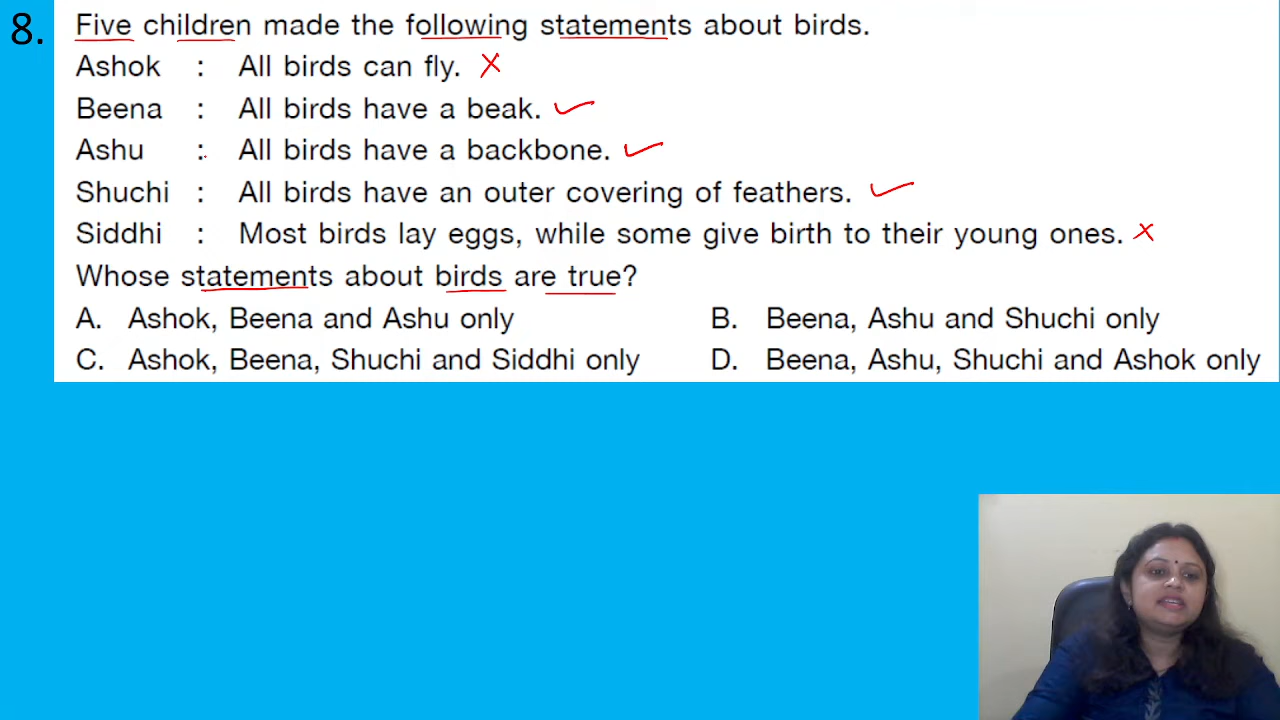 8. Five children made the following statements about birds.
Ashok : All birds can fly.
Beena : All birds have a beak.
Ashu : All birds have a backbone.
Shuchi : All birds have an outer covering of feathers.
Siddhi : Most birds lay eggs, while some give birth to their young ones.
Whose statements about birds are true?
A. Ashok, Beena and Ashu only B. Beena, Ashu and Shuchi only
C. Ashok, Beena, Shuchi and Siddhi only D. Beena, Ashu, Shuchi and Ashok only